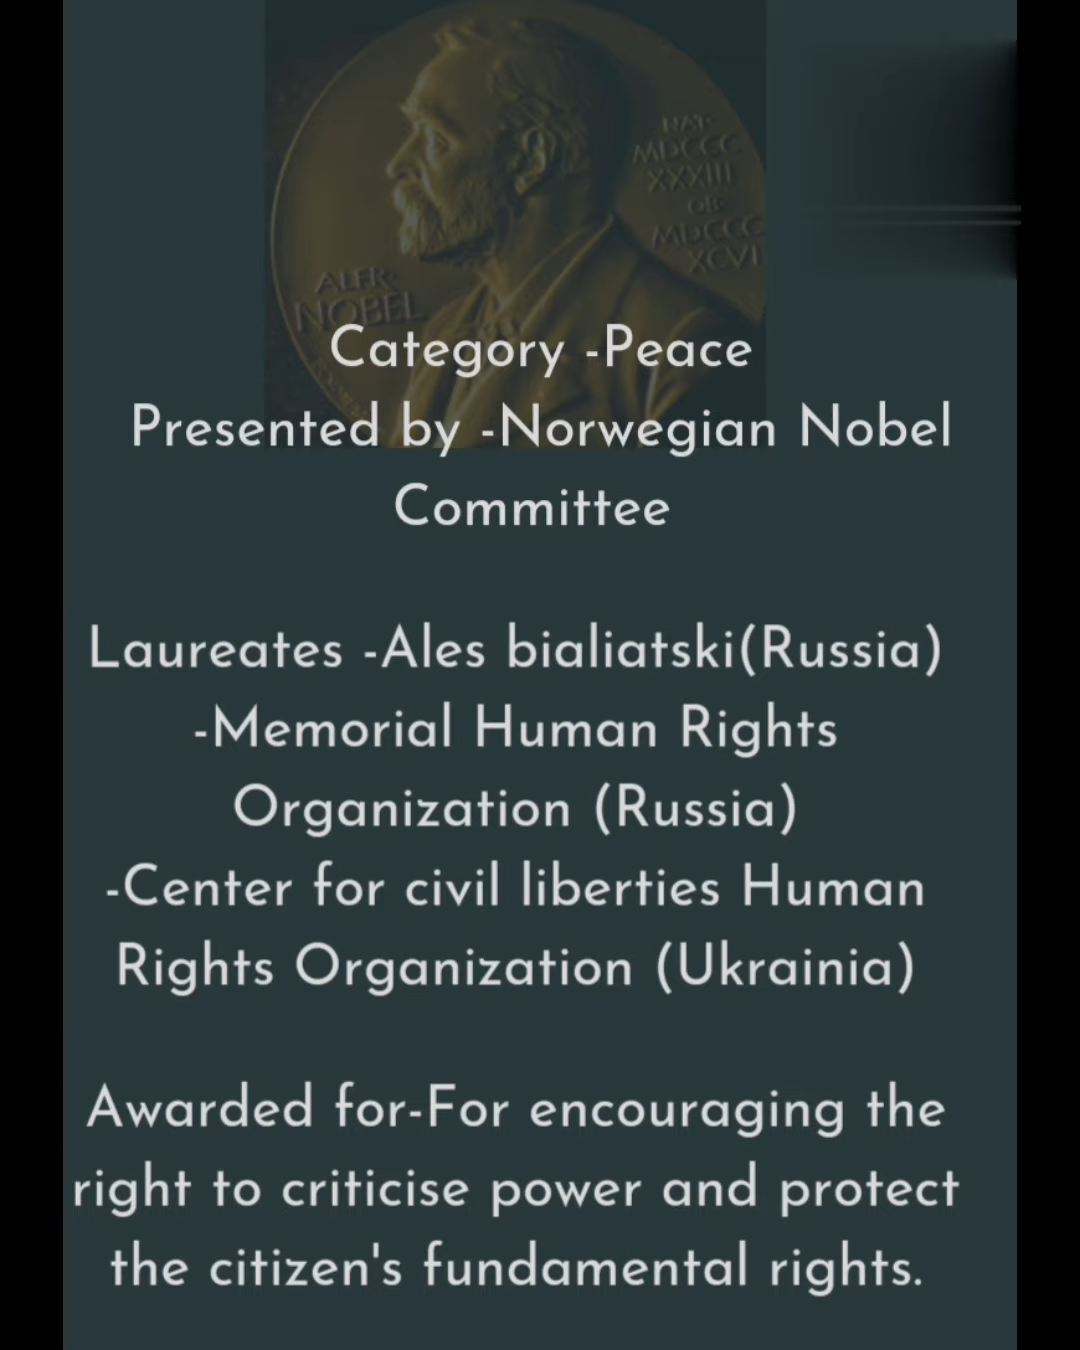 NAT·
MDCCC
XXXIII
OB·
MDCCC
XCVI
ALFR·
NOBEL
Category -Peace
Presented by -Norwegian Nobel
Committee
Laureates -Ales bialiatski(Russia)
-Memorial Human Rights
Organization (Russia)
-Center for civil liberties Human
Rights Organization (Ukrainia)
Awarded for-For encouraging the
right to criticise power and protect
the citizen's fundamental rights.